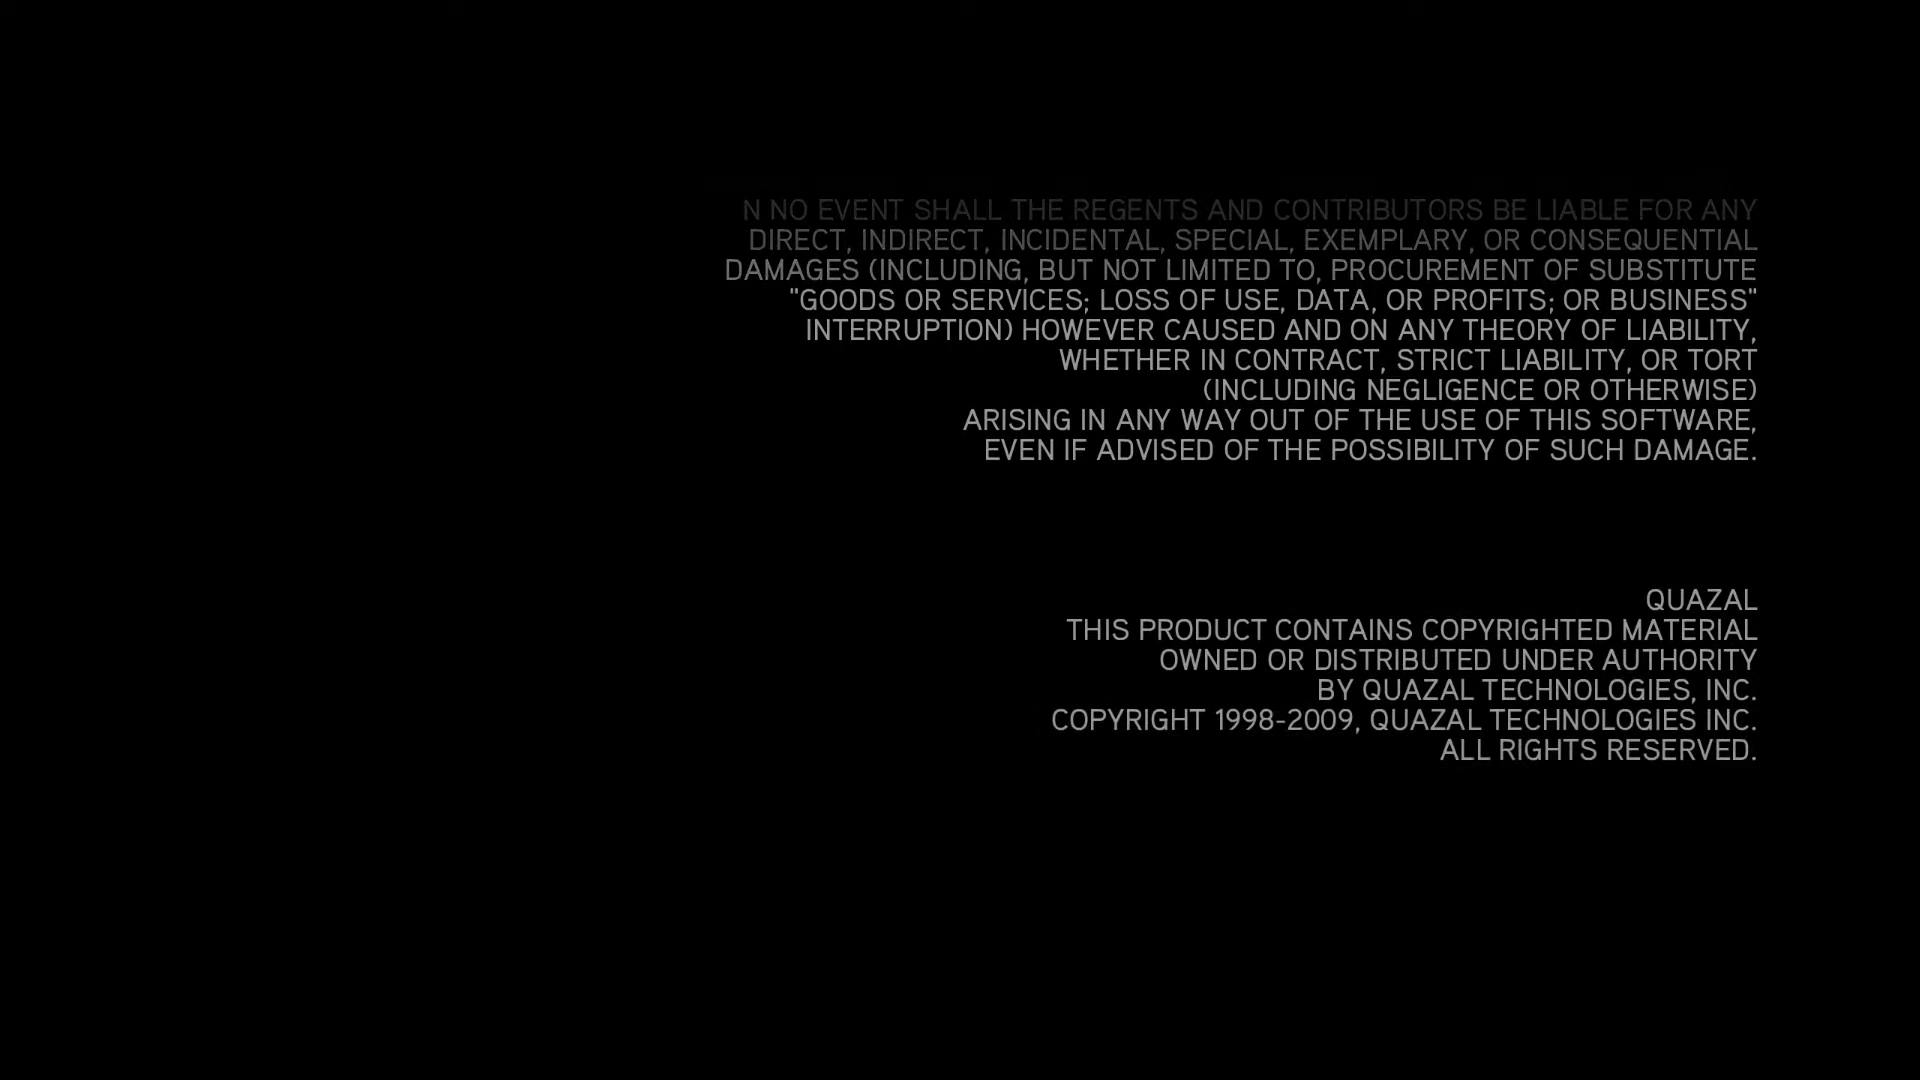 N NO EVENT SHALL THE REGENTS AND CONTRIBUTORS BE LIABLE FOR ANY
DIRECT, INDIRECT, INCIDENTAL, SPECIAL, EXEMPLARY, OR CONSEQUENTIAL
DAMAGES (INCLUDING, BUT NOT LIMITED TO, PROCUREMENT OF SUBSTITUTE
"GOODS OR SERVICES; LOSS OF USE, DATA, OR PROFITS; OR BUSINESS"
INTERRUPTION) HOWEVER CAUSED AND ON ANY THEORY OF LIABILITY,
WHETHER IN CONTRACT, STRICT LIABILITY, OR TORT
(INCLUDING NEGLIGENCE OR OTHERWISE)
ARISING IN ANY WAY OUT OF THE USE OF THIS SOFTWARE,
EVEN IF ADVISED OF THE POSSIBILITY OF SUCH DAMAGE.
QUAZAL
THIS PRODUCT CONTAINS COPYRIGHTED MATERIAL
OWNED OR DISTRIBUTED UNDER AUTHORITY
BY QUAZAL TECHNOLOGIES, INC.
COPYRIGHT 1998-2009, QUAZAL TECHNOLOGIES INC.
ALL RIGHTS RESERVED.